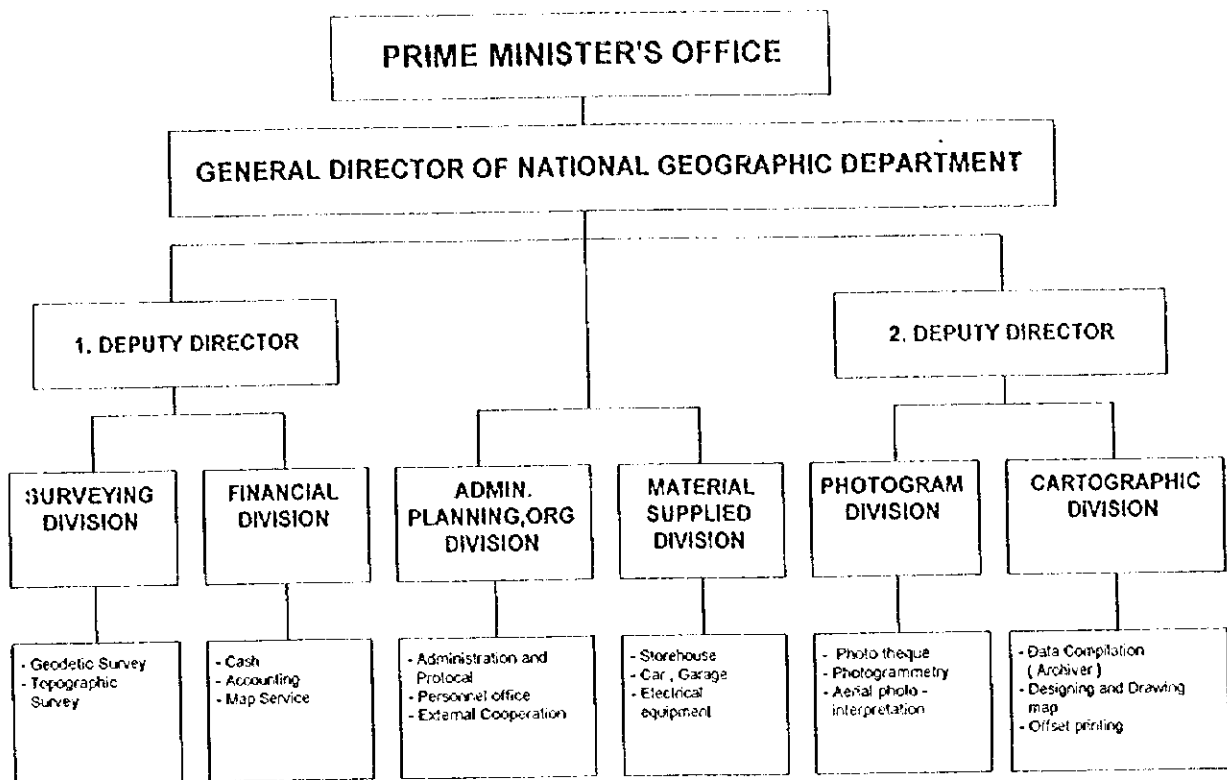 PRIME MINISTER'S OFFICE
GENERAL DIRECTOR OF NATIONAL GEOGRAPHIC DEPARTMENT
1. DEPUTY DIRECTOR
2. DEPUTY DIRECTOR
SURVEYING
DIVISION
FINANCIAL
DIVISION
ADMIN.
PLANNING,ORG
DIVISION
MATERIAL
SUPPLIED
DIVISION
PHOTOGRAM
DIVISION
CARTOGRAPHIC
DIVISION
- Geodetic Survey
- Topographic
Survey
- Cash
- Accounting
- Map Service
- Administration and
Protocal
- Personnel office
- External Cooperation
- Storehouse
- Car , Garage
- Electrical
equipment
- Photo theque
- Photogrammetry
- Aerial photo -
interpretation
- Data Compilation
( Archiver )
- Designing and Drawing
map
- Offset printing